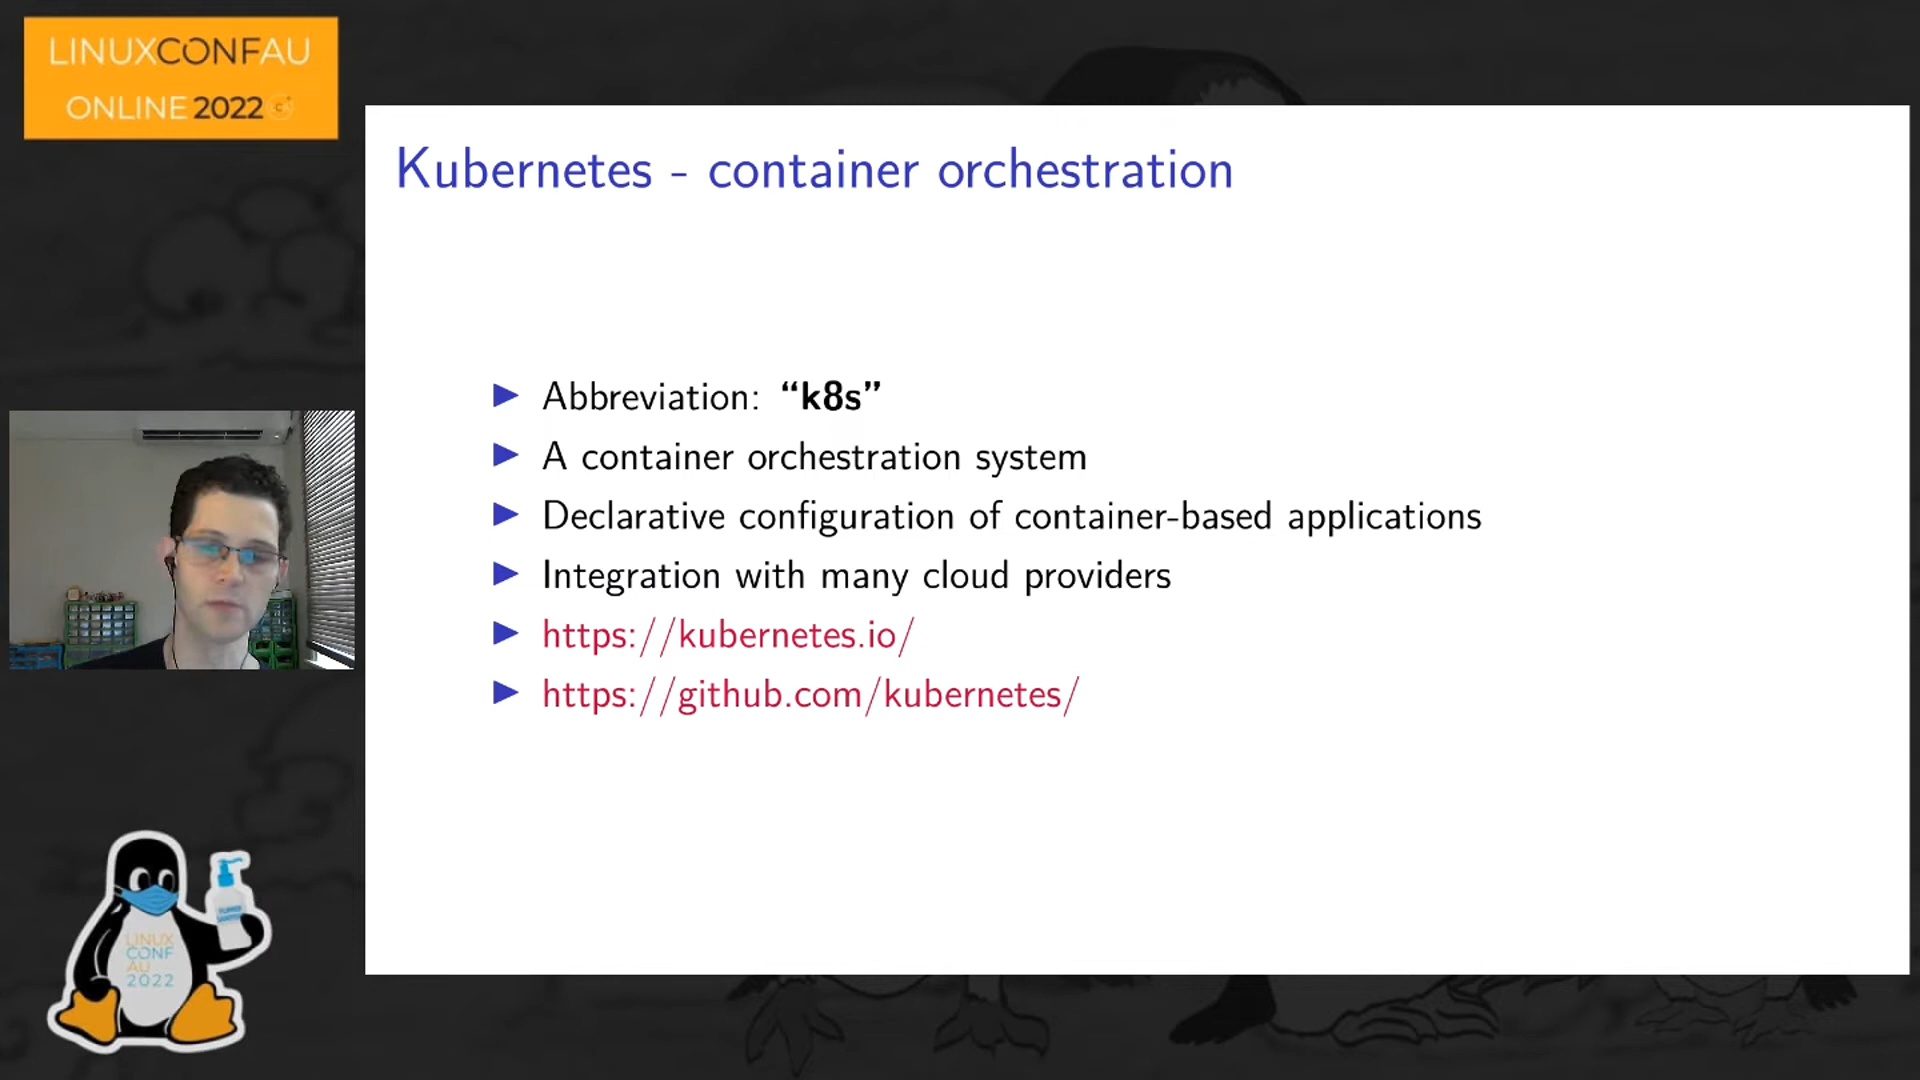 LINUXCONFAU
ONLINE 2022
Kubernetes - container orchestration
Abbreviation: “k8s”
A container orchestration system
Declarative configuration of container-based applications
Integration with many cloud providers
https://kubernetes.io/
https://github.com/kubernetes/
LINUX
CONF
AU
2022